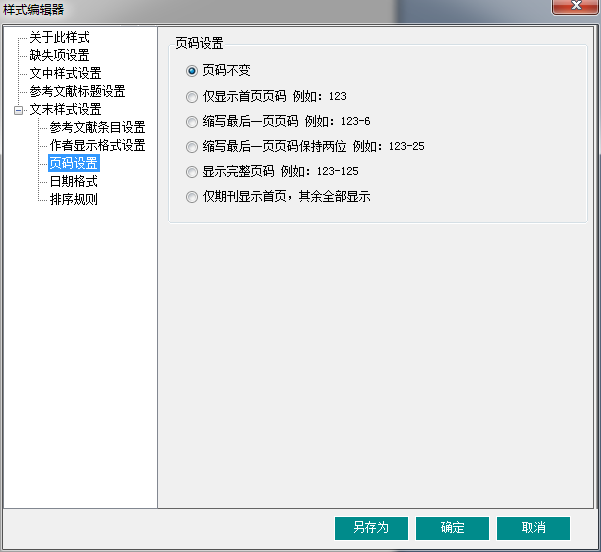 样式编辑器
关于此样式
缺失项设置
文中样式设置
参考文献标题设置
文末样式设置
参考文献条目设置
作者显示格式设置
页码设置
日期格式
排序规则
页码设置
页码不变
仅显示首页页码 例如: 123
缩写最后一页页码 例如: 123-6
缩写最后一页页码保持两位 例如: 123-25
显示完整页码 例如: 123-125
仅期刊显示首页，其余全部显示
另存为
确定
取消